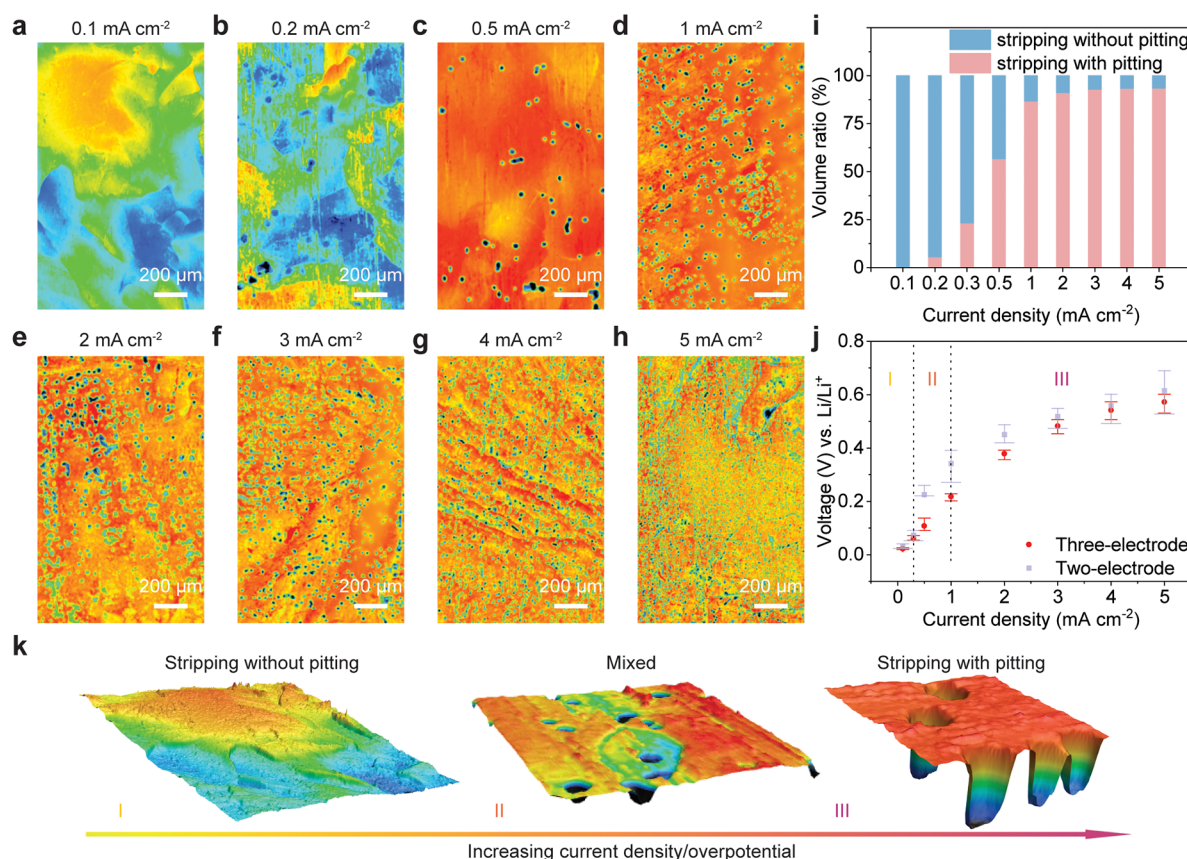 a 0.1 mA cm⁻²
b 0.2 mA cm⁻²
c 0.5 mA cm⁻²
d 1 mA cm⁻²
200 µm
200 µm
200 µm
200 µm
i
stripping without pitting
stripping with pitting
Volume ratio (%)
100
75
50
25
0
0.1 0.2 0.3 0.5 1 2 3 4 5
Current density (mA cm⁻²)
e 2 mA cm⁻²
f 3 mA cm⁻²
g 4 mA cm⁻²
h 5 mA cm⁻²
200 µm
200 µm
200 µm
200 µm
j
Voltage (V) vs. Li/Li⁺
0.8
0.6
0.4
0.2
0.0
I II III
Three-electrode
Two-electrode
0 1 2 3 4 5
Current density (mA cm⁻²)
k
Stripping without pitting
Mixed
Stripping with pitting
I II III
Increasing current density/overpotential